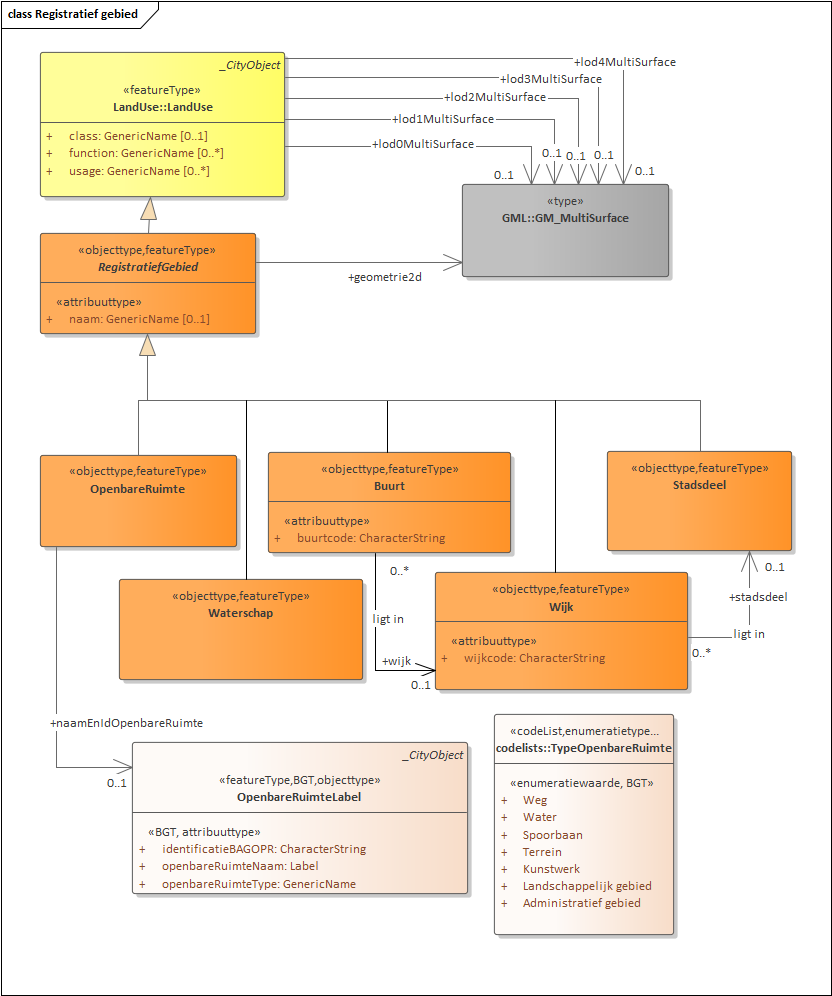 class Registratief gebied
_CityObject
«featureType»
LandUse::LandUse
+ class: GenericName [0..1]
+ function: GenericName [0..*]
+ usage: GenericName [0..*]
+lod4MultiSurface
+lod3MultiSurface
+lod2MultiSurface
+lod1MultiSurface
+lod0MultiSurface
0..1
0..1
0..1
0..1
0..1
«type»
GML::GM_MultiSurface
«objecttype,featureType»
RegistratiefGebied
«attribuuttype»
+ naam: GenericName [0..1]
+geometrie2d
«objecttype,featureType»
OpenbareRuimte
«objecttype,featureType»
Buurt
«attribuuttype»
+ buurtcode: CharacterString
«objecttype,featureType»
Stadsdeel
0..*
0..1
«objecttype,featureType»
Waterschap
ligt in
+wijk
0..1
«objecttype,featureType»
Wijk
«attribuuttype»
+ wijkcode: CharacterString
+stadsdeel
ligt in
0..*
+naamEnIdOpenbareRuimte
0..1
_CityObject
«featureType,BGT,objecttype»
OpenbareRuimteLabel
«BGT, attribuuttype»
+ identificatieBAGOPR: CharacterString
+ openbareRuimteNaam: Label
+ openbareRuimteType: GenericName
«codeList,enumeratietype...
codelists::TypeOpenbareRuimte
«enumeratiewaarde, BGT»
+ Weg
+ Water
+ Spoorbaan
+ Terrein
+ Kunstwerk
+ Landschappelijk gebied
+ Administratief gebied